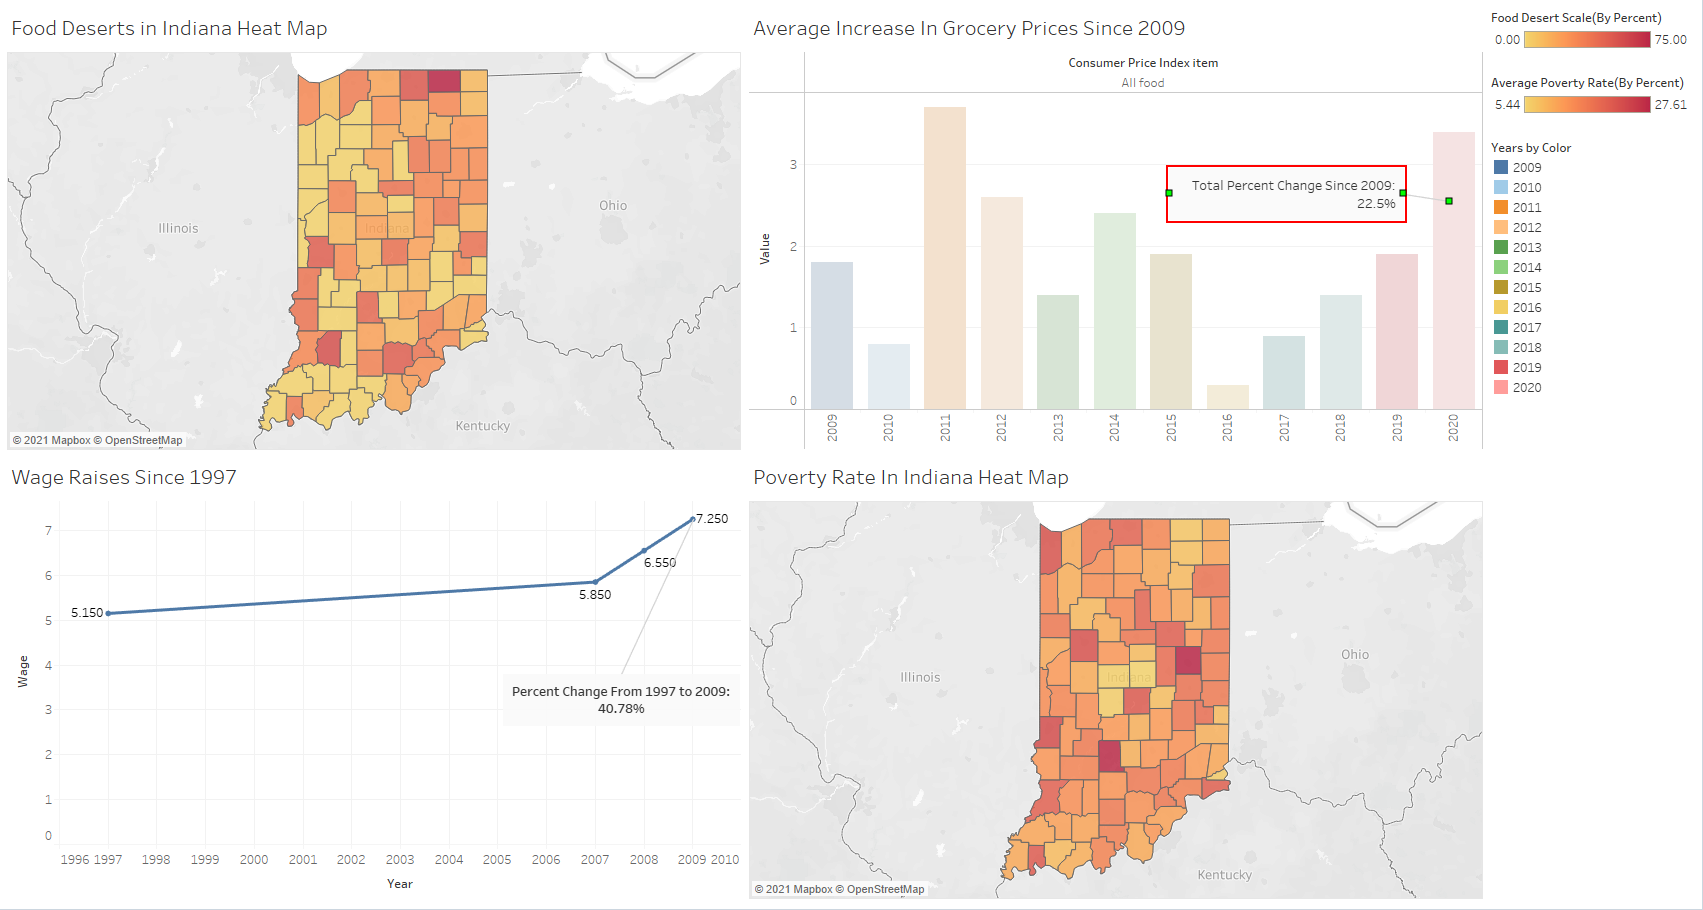 Food Deserts in Indiana Heat Map
Illinois
Indiana
Ohio
Kentucky
© 2021 Mapbox © OpenStreetMap
Average Increase In Grocery Prices Since 2009
Consumer Price Index item
All food
Value
3
2
1
0
Total Percent Change Since 2009:
22.5%
2009
2010
2011
2012
2013
2014
2015
2016
2017
2018
2019
2020
Food Desert Scale(By Percent)
0.00 75.00
Average Poverty Rate(By Percent)
5.44 27.61
Years by Color
2009
2010
2011
2012
2013
2014
2015
2016
2017
2018
2019
2020
Wage Raises Since 1997
Wage
7
6
5
4
3
2
1
0
5.150
5.850
6.550
7.250
Percent Change From 1997 to 2009:
40.78%
1996 1997 1998 1999 2000 2001 2002 2003 2004 2005 2006 2007 2008 2009 2010
Year
Poverty Rate In Indiana Heat Map
Illinois
Indiana
Ohio
Kentucky
© 2021 Mapbox © OpenStreetMap